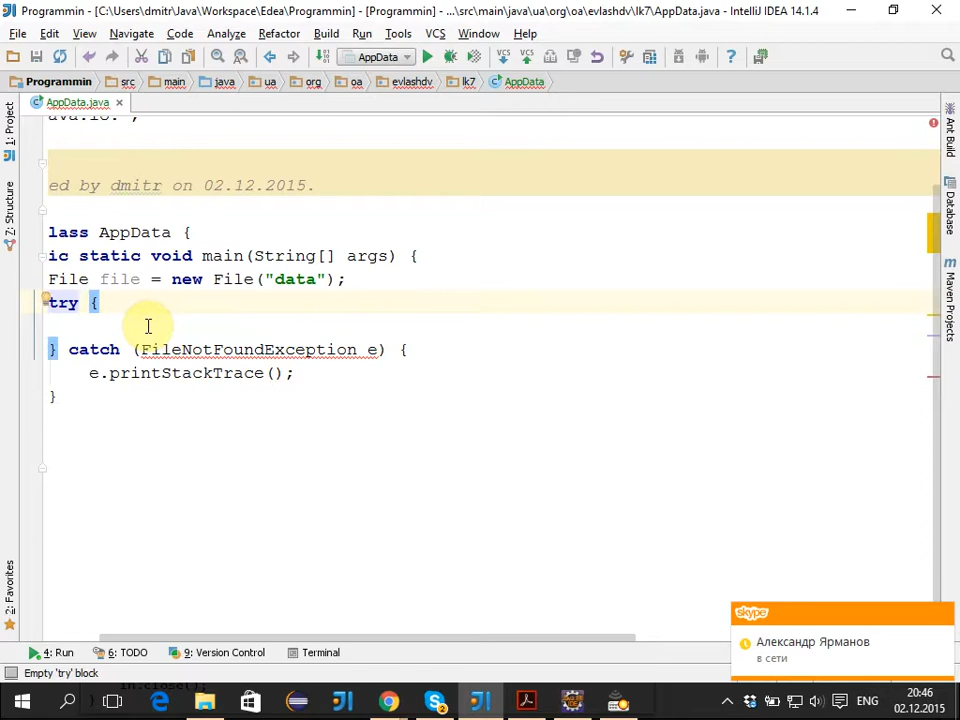 Programmin - [C:\Users\dmitr\Java\Workspace\Edea\Programmin] - [Programmin] - ...\src\main\java\ua\org\oa\evlashdv\lk7\AppData.java - IntelliJ IDEA 14.1.4
File Edit View Navigate Code Analyze Refactor Build Run Tools VCS Window Help
AppData
Programmin src main java ua org oa evlashdv lk7 AppData
AppData.java
1: Project
7: Structure
2: Favorites
Ant Build
Database
Maven Projects
ava.io.*;
ed by dmitr on 02.12.2015.
lass AppData {
ic static void main(String[] args) {
File file = new File("data");
try {
} catch (FileNotFoundException e) {
e.printStackTrace();
}
skype
Александр Ярманов
в сети
4: Run 6: TODO 9: Version Control Terminal
Empty 'try' block
in.close();
ENG
20:46
02.12.2015